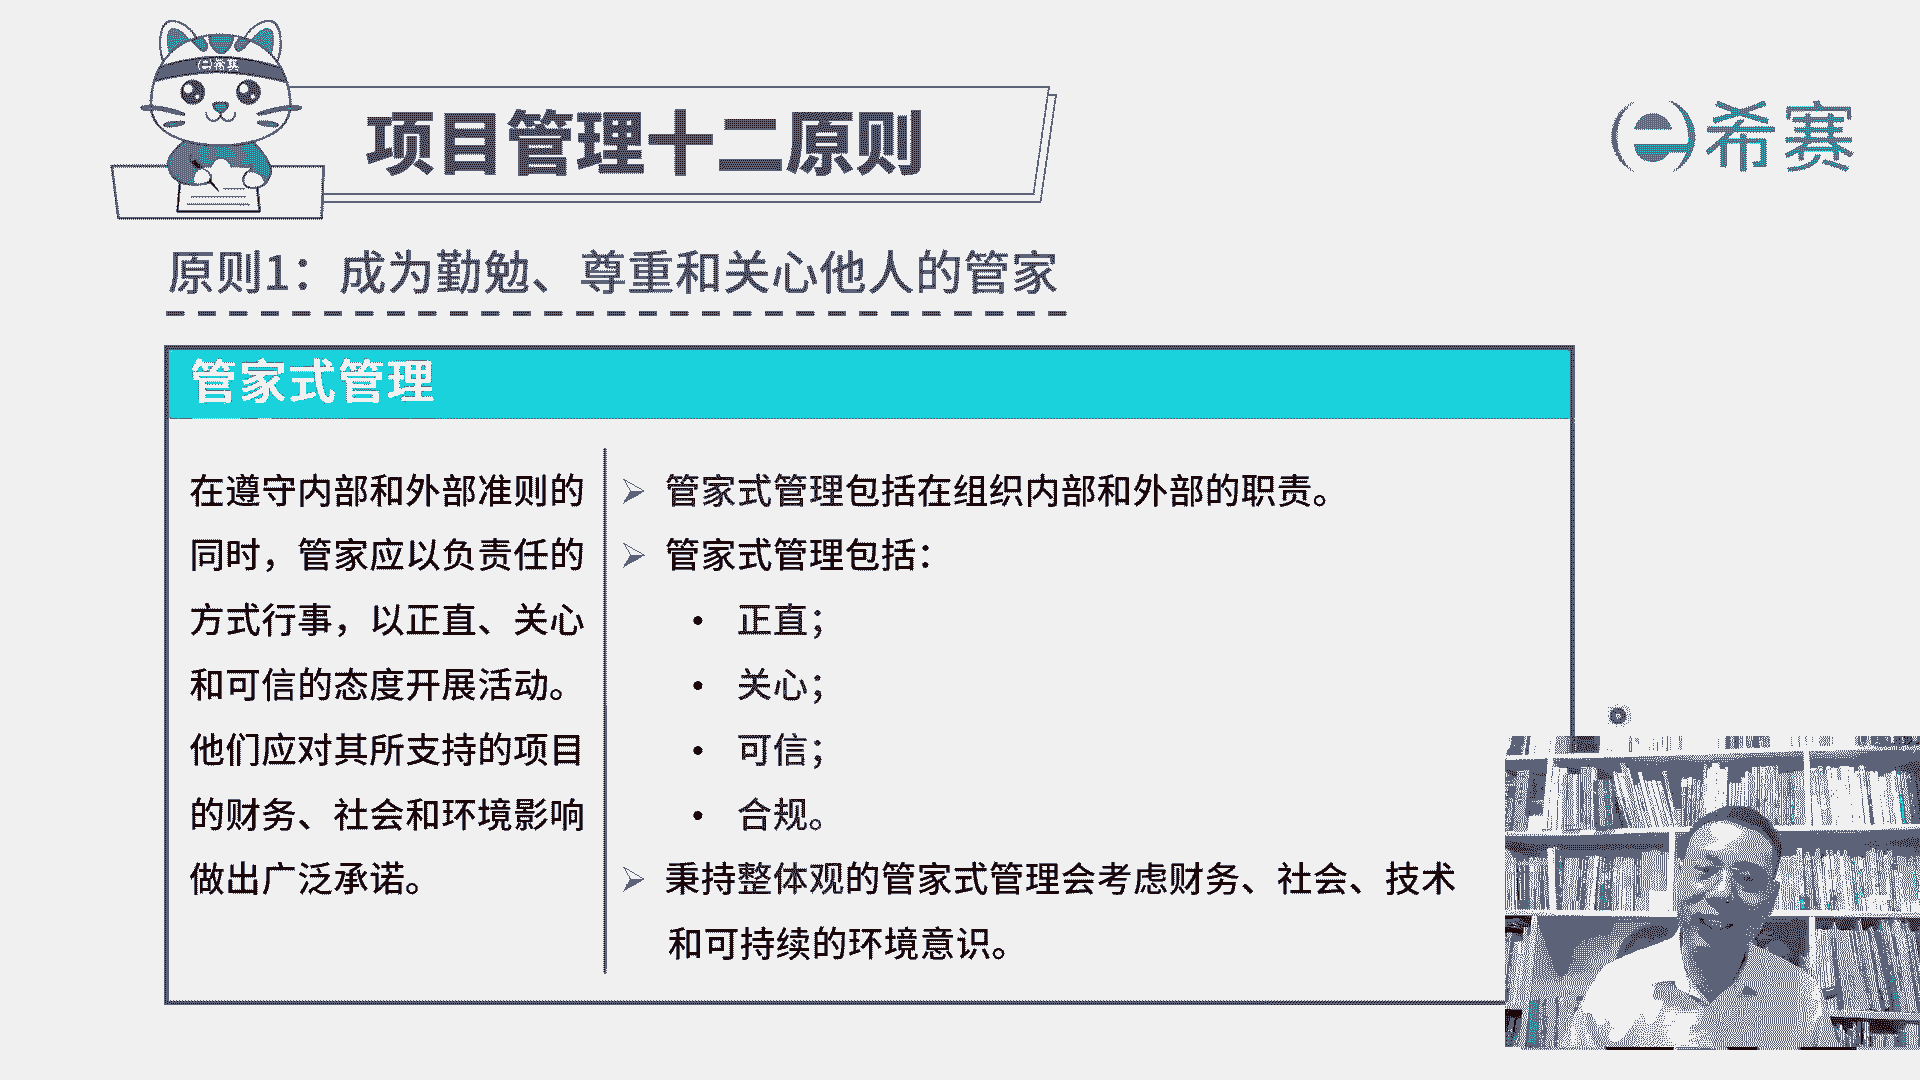 希赛
项目管理十二原则
希赛
原则1：成为勤勉、尊重和关心他人的管家
管家式管理
在遵守内部和外部准则的
同时，管家应以负责任的
方式行事，以正直、关心
和可信的态度开展活动。
他们应对其所支持的项目
的财务、社会和环境影响
做出广泛承诺。
管家式管理包括在组织内部和外部的职责。
管家式管理包括：
• 正直；
• 关心；
• 可信；
• 合规。
秉持整体观的管家式管理会考虑财务、社会、技术
和可持续的环境意识。